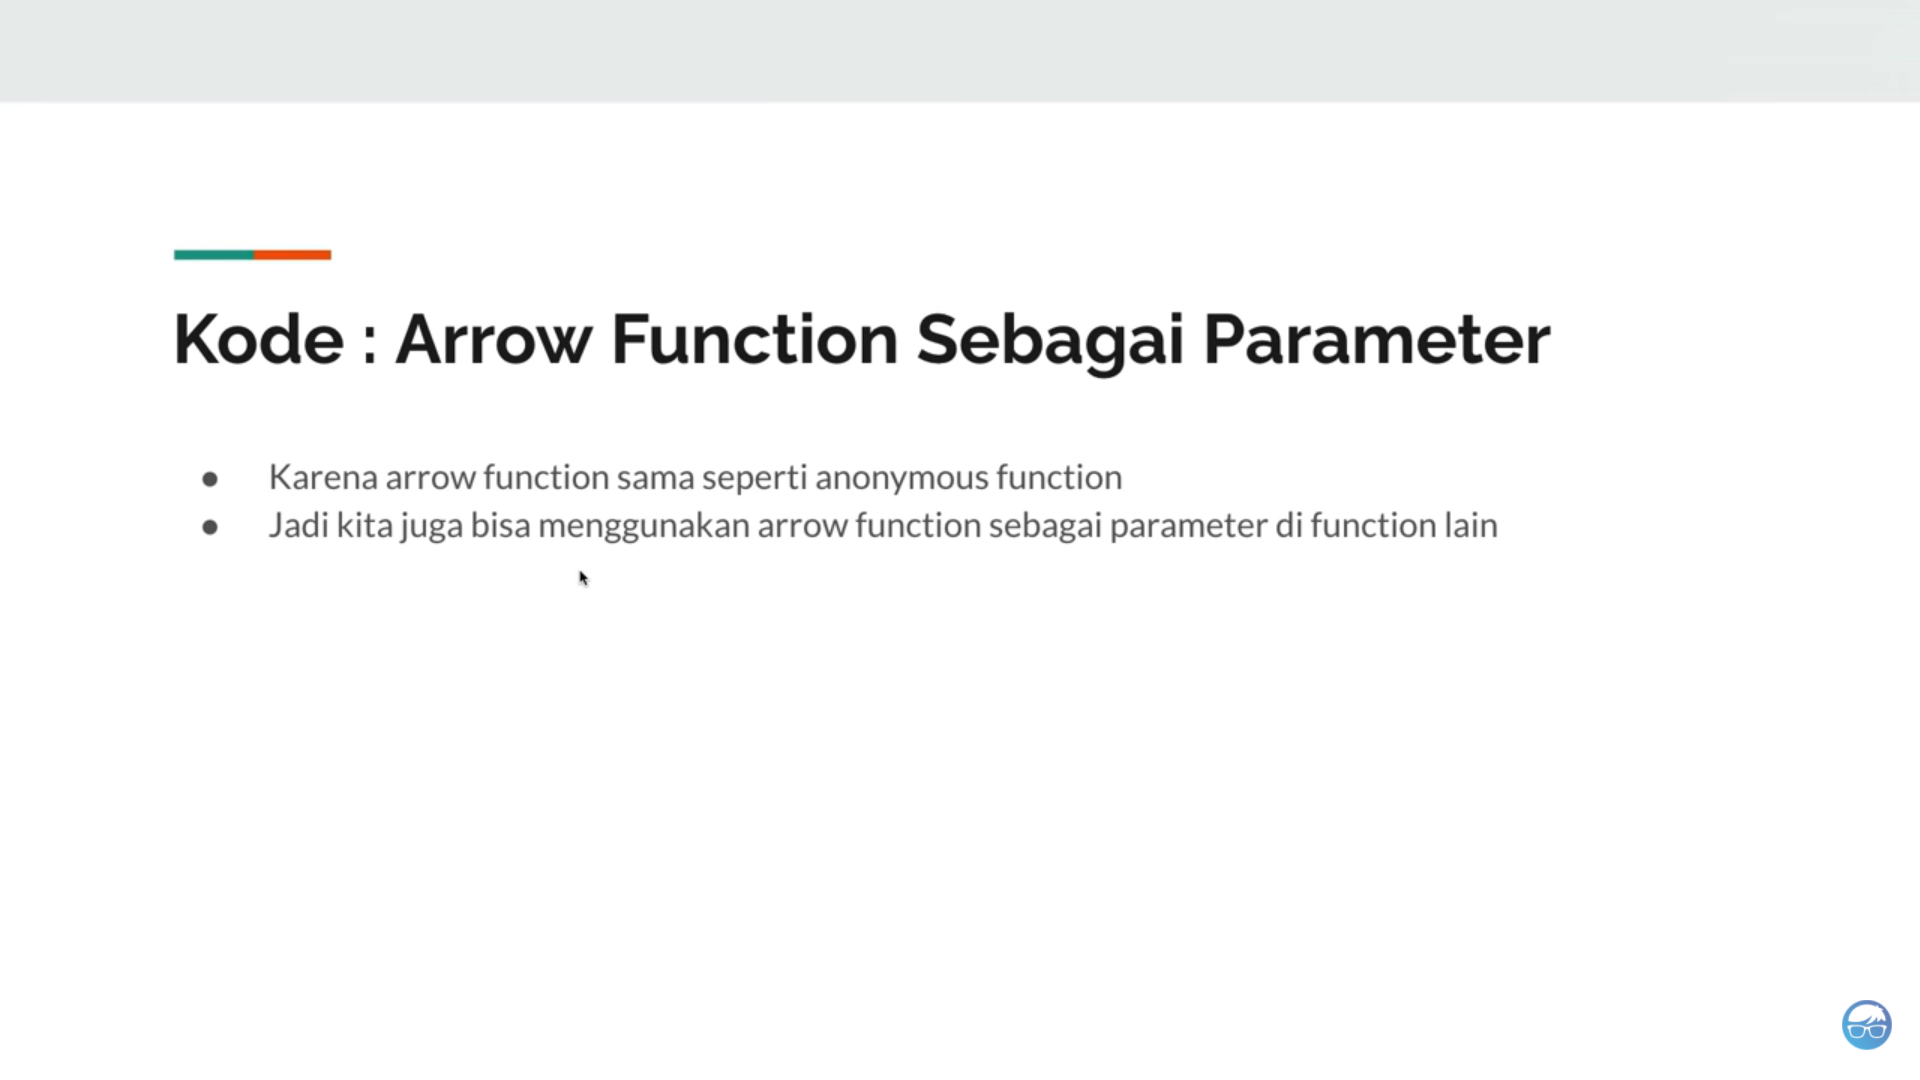 Kode : Arrow Function Sebagai Parameter
● Karena arrow function sama seperti anonymous function
● Jadi kita juga bisa menggunakan arrow function sebagai parameter di function lain